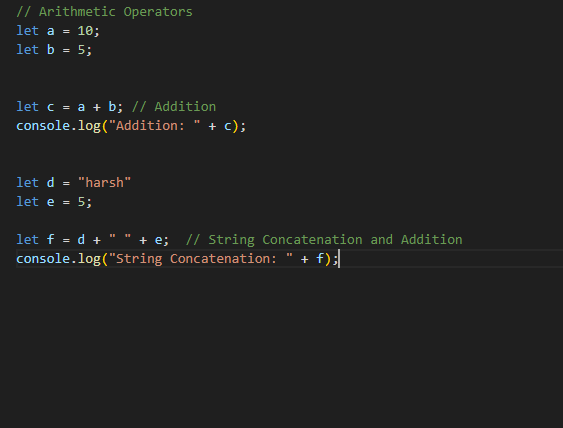 // Arithmetic Operators
let a = 10;
let b = 5;
let c = a + b; // Addition
console.log("Addition: " + c);
let d = "harsh"
let e = 5;
let f = d + " " + e;  // String Concatenation and Addition
console.log("String Concatenation: " + f);